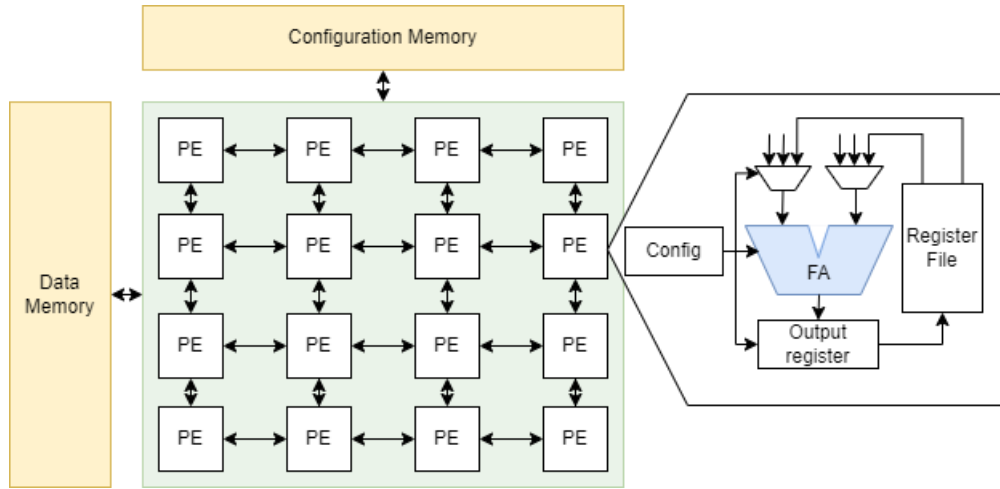 Configuration Memory
PE PE PE PE
PE PE PE PE
PE PE PE PE
PE PE PE PE
Data
Memory
Config
FA
Register
File
Output
register